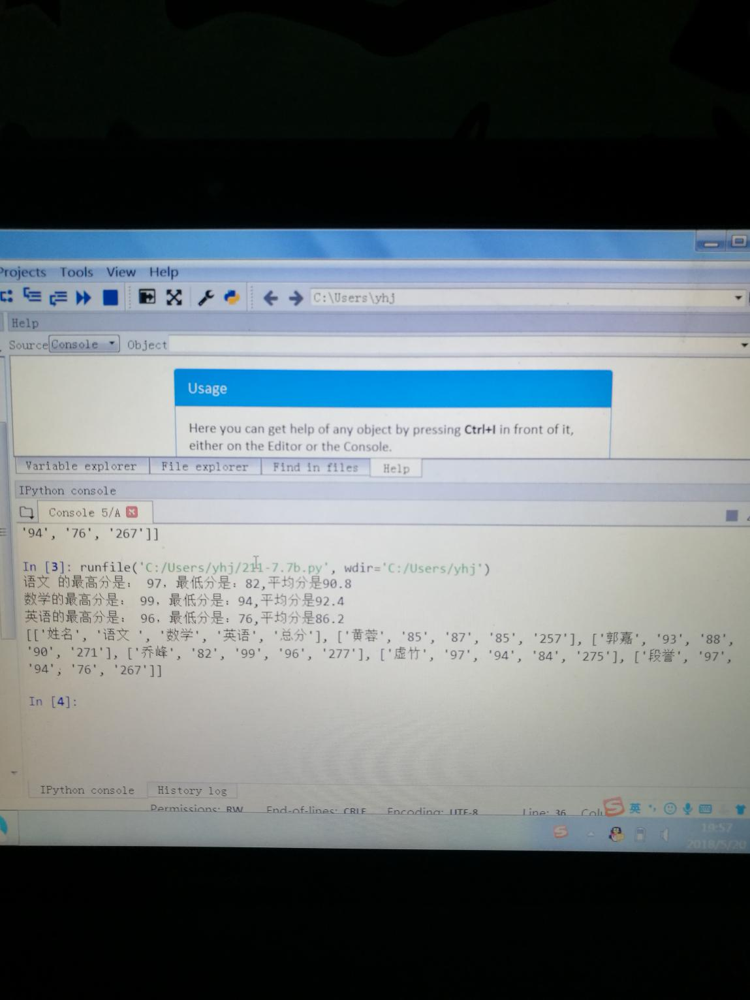 Projects Tools View Help
C:\Users\yhj
Help
Source Console Object
Usage
Here you can get help of any object by pressing Ctrl+I in front of it,
either on the Editor or the Console.
Variable explorer File explorer Find in files Help
IPython console
Console 5/A
'94', '76', '267']]
In [3]: runfile('C:/Users/yhj/211-7.7b.py', wdir='C:/Users/yhj')
语文 的最高分是： 97，最低分是：82,平均分是90.8
数学的最高分是： 99，最低分是：94,平均分是92.4
英语的最高分是： 96，最低分是：76,平均分是86.2
[['姓名', '语文 ', '数学', '英语', '总分'], ['黄蓉', '85', '87', '85', '257'], ['郭嘉', '93', '88',
'90', '271'], ['乔峰', '82', '99', '96', '277'], ['虚竹', '97', '94', '84', '275'], ['段誉', '97',
'94', '76', '267']]
In [4]:
IPython console History log
Permissions: RW End-of-lines: CRLF Encoding: UTF-8 Line: 36 Colu
英
19:57
2018/5/20